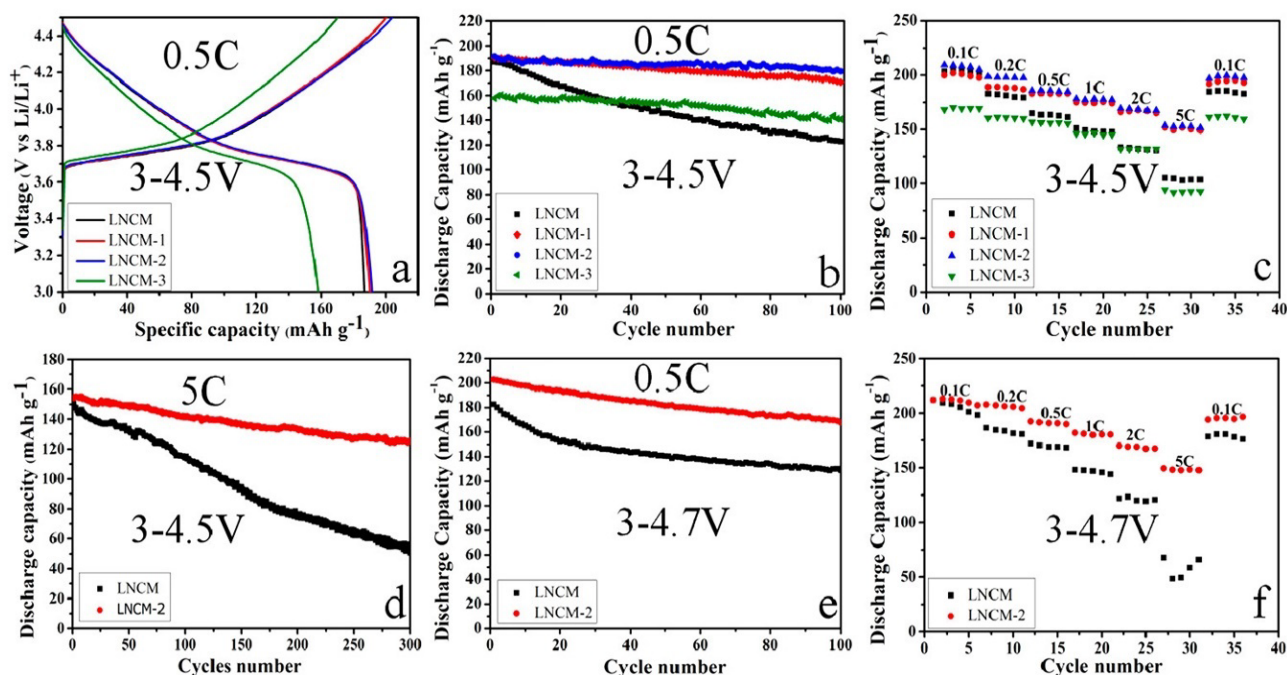 4.4
4.2
4.0
3.8
3.6
3.4
3.2
3.0
Voltage (V vs Li/Li+)
0.5C
3-4.5V
LNCM
LNCM-1
LNCM-2
LNCM-3
a
0 40 80 120 160 200
Specific capacity (mAh g-1)
220
200
180
160
140
120
100
80
60
40
20
0
Discharge Capacity (mAh g-1)
0.5C
3-4.5V
LNCM
LNCM-1
LNCM-2
LNCM-3
b
0 20 40 60 80 100
Cycle number
250
200
150
100
50
0
Discharge Capacity (mAh g-1)
0.1C
0.2C
0.5C
1C
2C
5C
0.1C
3-4.5V
LNCM
LNCM-1
LNCM-2
LNCM-3
c
0 5 10 15 20 25 30 35 40
Cycle number
180
160
140
120
100
80
60
40
20
0
Discharge capacity (mAh g-1)
5C
3-4.5V
LNCM
LNCM-2
d
0 50 100 150 200 250 300
Cycles number
220
200
180
160
140
120
100
80
60
40
20
0
Discharge capacity (mAh g-1)
0.5C
3-4.7V
LNCM
LNCM-2
e
0 20 40 60 80 100
Cycle number
250
200
150
100
50
0
Discharge Capacity (mAh g-1)
0.1C
0.2C
0.5C
1C
2C
5C
0.1C
3-4.7V
LNCM
LNCM-2
f
0 5 10 15 20 25 30 35 40
Cycle number